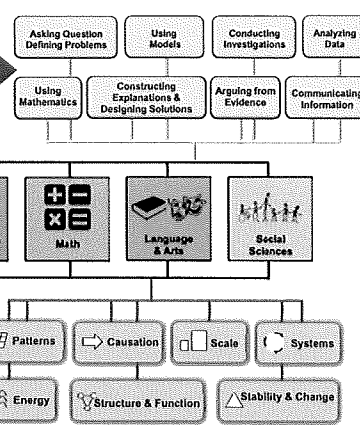 Asking Question
Defining Problems
Using
Models
Conducting
Investigations
Analyzing
Data
Using
Mathematics
Constructing
Explanations &
Designing Solutions
Arguing from
Evidence
Communicating
Information
Math
Language
& Arts
Social
Sciences
Patterns
Causation
Scale
Systems
Energy
Structure & Function
Stability & Change